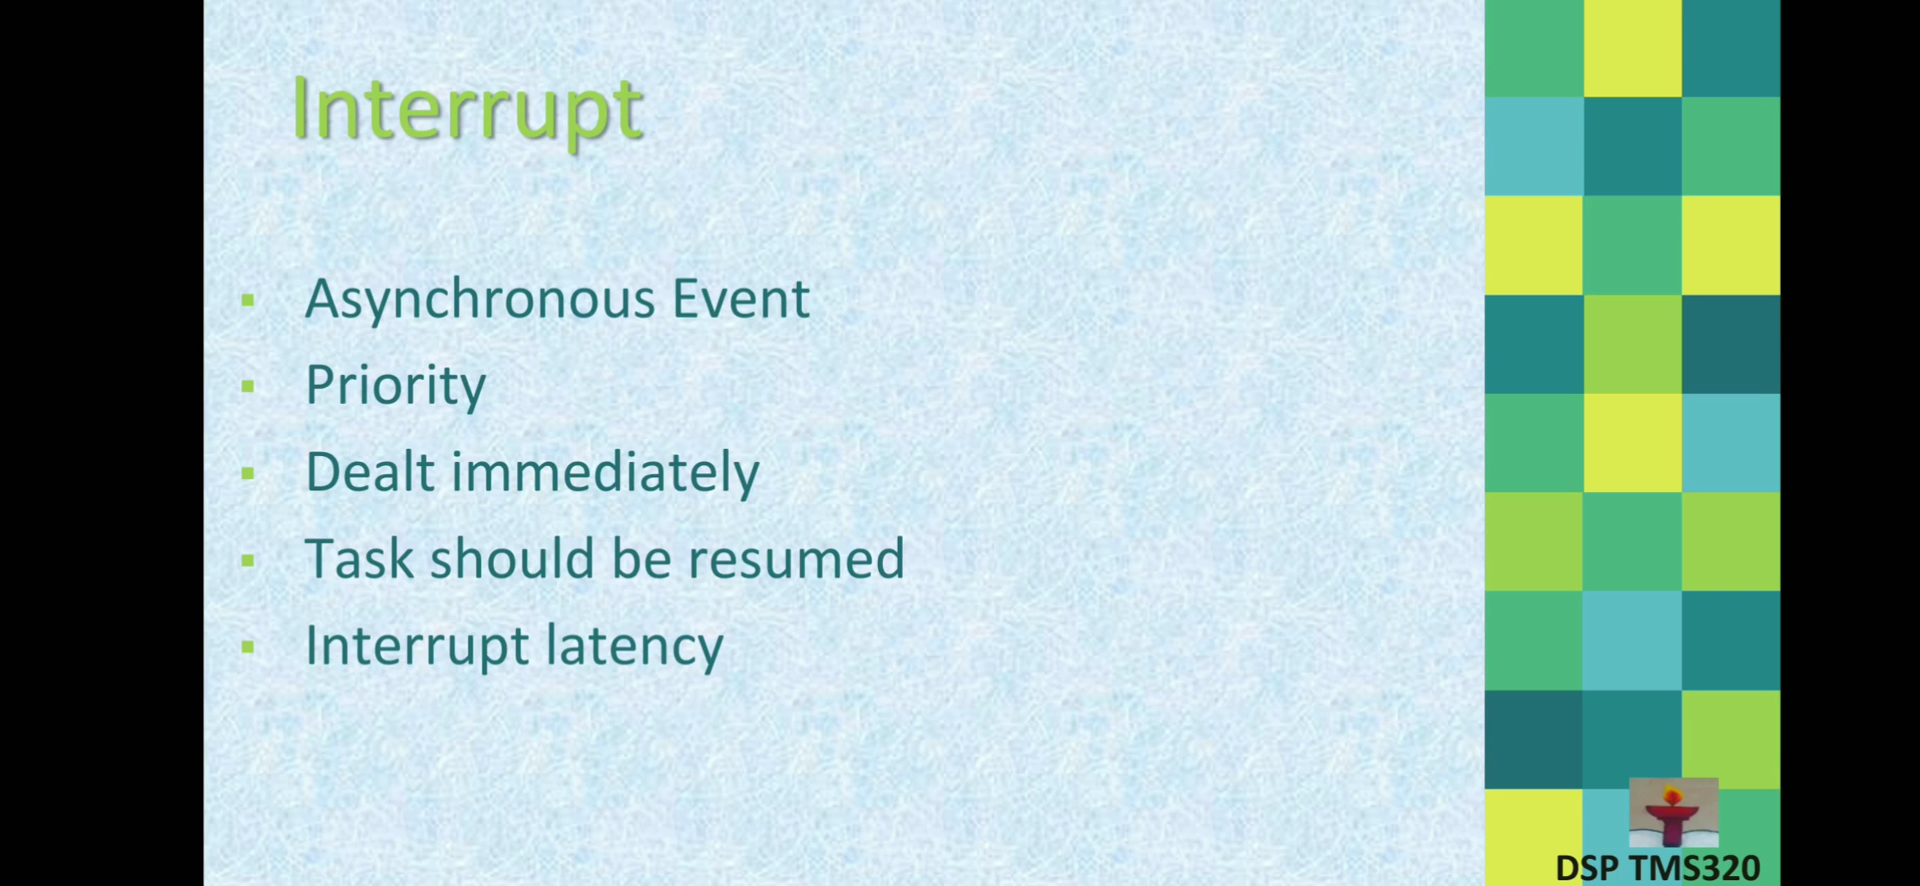 Interrupt
▪ Asynchronous Event
▪ Priority
▪ Dealt immediately
▪ Task should be resumed
▪ Interrupt latency
DSP TMS320